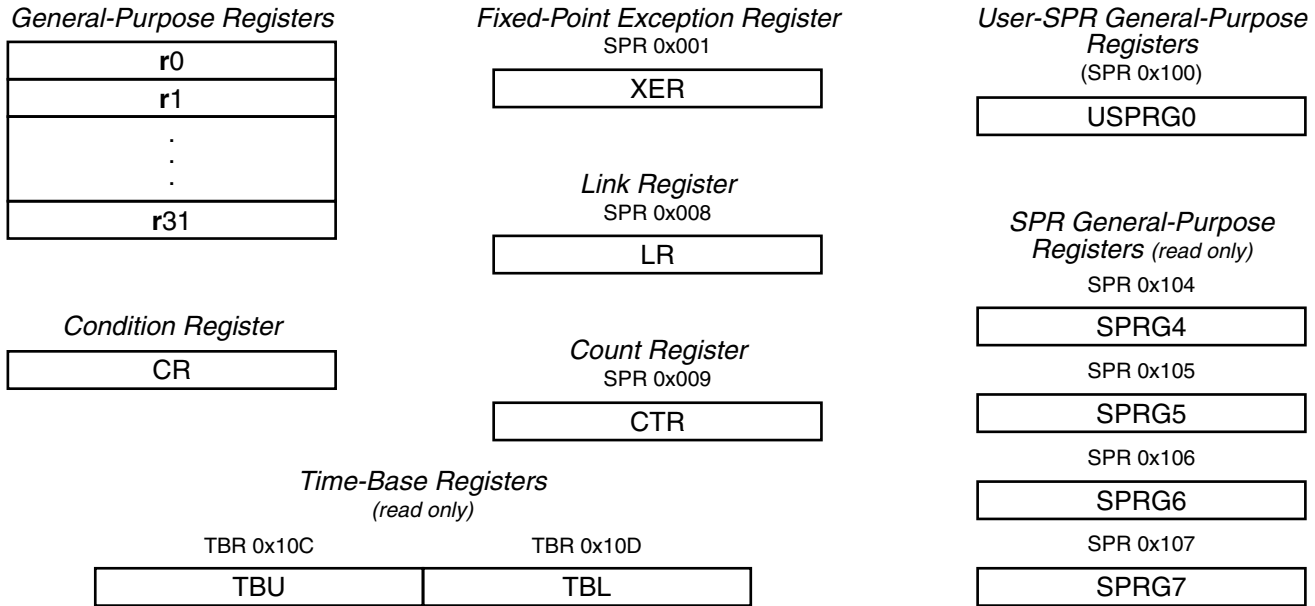 General-Purpose Registers
r0
r1
.
.
.
r31
Condition Register
CR
Fixed-Point Exception Register
SPR 0x001
XER
Link Register
SPR 0x008
LR
Count Register
SPR 0x009
CTR
Time-Base Registers
(read only)
TBR 0x10C TBR 0x10D
TBU TBL
User-SPR General-Purpose
Registers
(SPR 0x100)
USPRG0
SPR General-Purpose
Registers (read only)
SPR 0x104
SPRG4
SPR 0x105
SPRG5
SPR 0x106
SPRG6
SPR 0x107
SPRG7